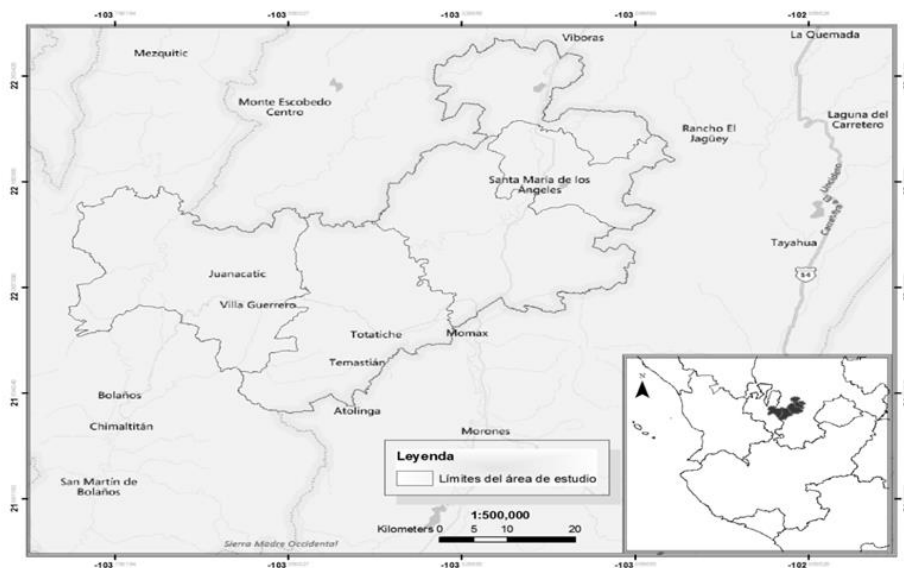 -103 -103 -103 -103 -102
Víboras
La Quemada
Mezquitic
22
Monte Escobedo
Centro
Laguna del
Carretero
Rancho El
Jagüey
22
Santa María de los
Ángeles
Tayahua
54
Juanacatic
22
Villa Guerrero
Totatiche
Momax
Temastián
N
21
Bolaños
Atolinga
Chimaltitán
Morones
Leyenda
Límites del área de estudio
San Martín de
Bolaños
21
1:500,000
Kilometers 0 5 10 20
Sierra Madre Occidental
-103 -103 -103 -103 -102